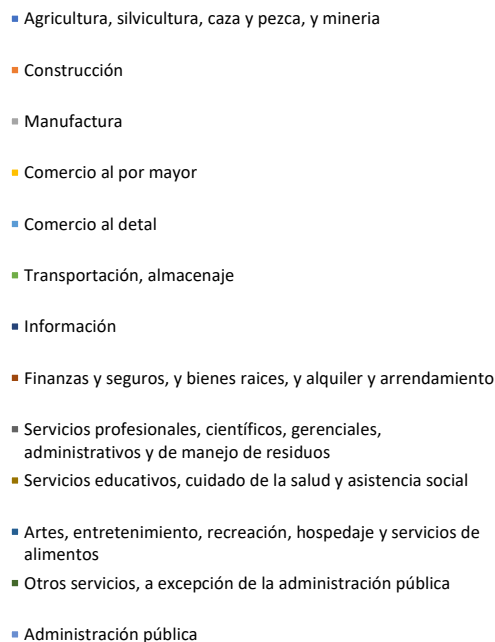 Agricultura, silvicultura, caza y pezca, y mineria
Construcción
Manufactura
Comercio al por mayor
Comercio al detal
Transportación, almacenaje
Información
Finanzas y seguros, y bienes raices, y alquiler y arrendamiento
Servicios profesionales, científicos, gerenciales,
administrativos y de manejo de residuos
Servicios educativos, cuidado de la salud y asistencia social
Artes, entretenimiento, recreación, hospedaje y servicios de
alimentos
Otros servicios, a excepción de la administración pública
Administración pública